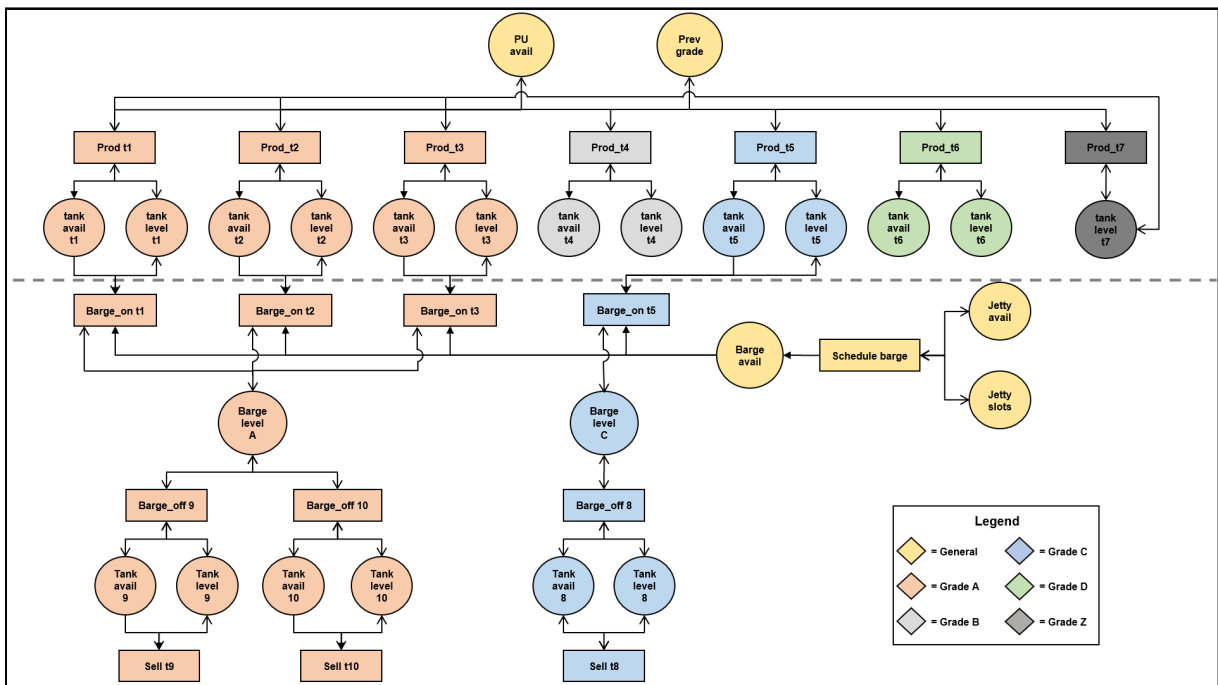 PU
avail
Prev
grade
Prod t1
Prod_t2
Prod_t3
Prod_t4
Prod_t5
Prod_t6
Prod_t7
tank
avail
t1
tank
level
t1
tank
avail
t2
tank
level
t2
tank
avail
t3
tank
level
t3
tank
avail
t4
tank
level
t4
tank
avail
t5
tank
level
t5
tank
avail
t6
tank
level
t6
tank
level
t7
Barge_on t1
Barge_on t2
Barge_on t3
Barge_on t5
Jetty
avail
Barge
avail
Schedule barge
Jetty
slots
Barge
level
A
Barge
level
C
Barge_off 9
Barge_off 10
Barge_off 8
Tank
avail
9
Tank
level
9
Tank
avail
10
Tank
level
10
Tank
avail
8
Tank
level
8
Sell t9
Sell t10
Sell t8
Legend
= General
= Grade C
= Grade A
= Grade D
= Grade B
= Grade Z